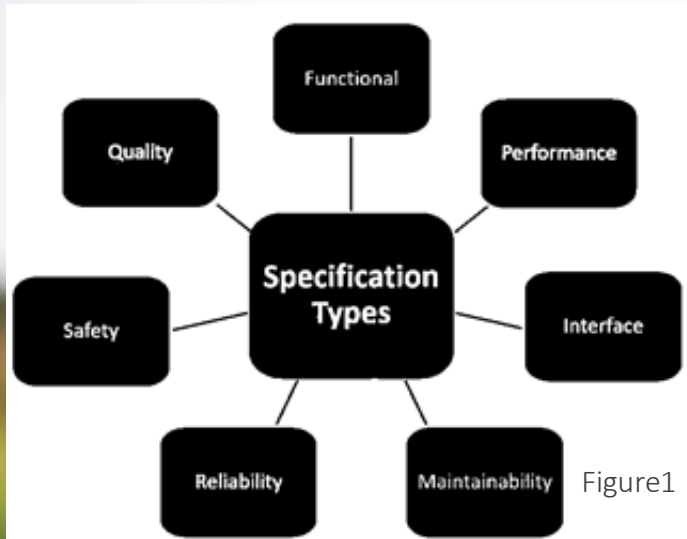 Functional
Quality
Performance
Specification
Types
Safety
Interface
Reliability
Maintainability
Figure1